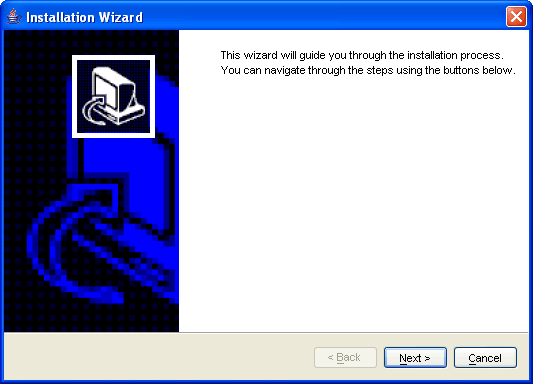 Installation Wizard
This wizard will guide you through the installation process.
You can navigate through the steps using the buttons below.
< Back
Next >
Cancel